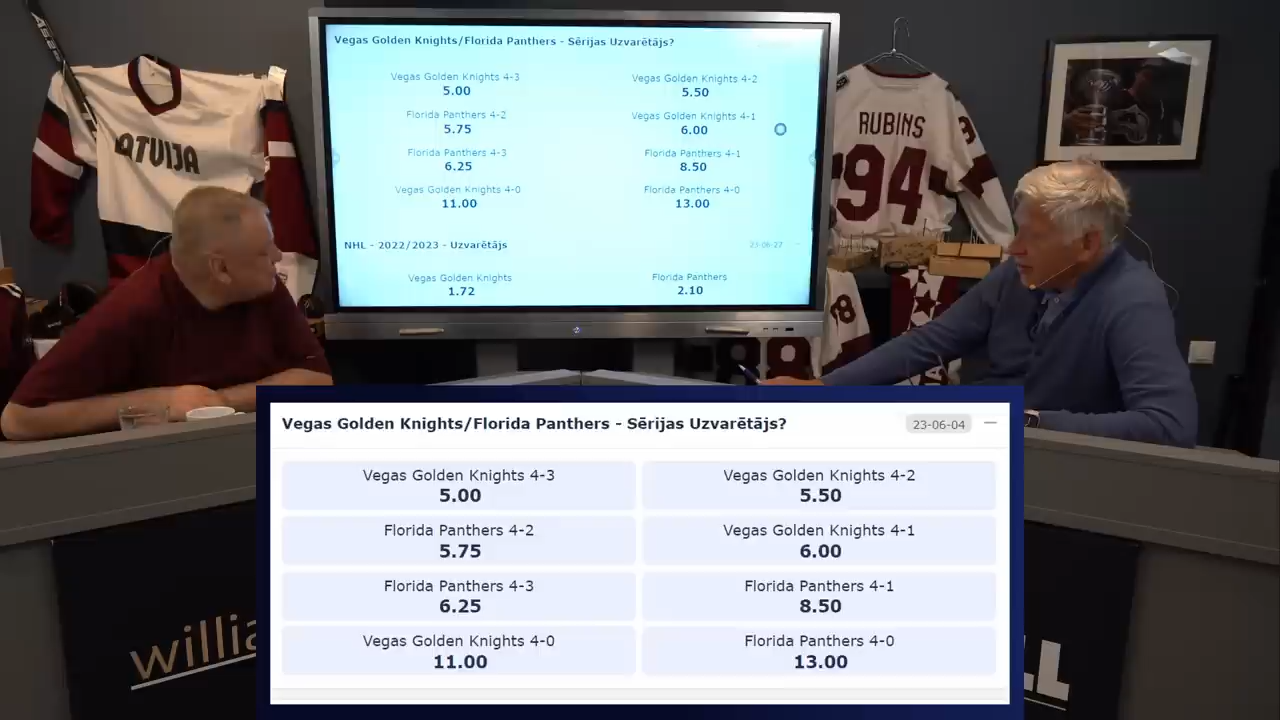 Vegas Golden Knights/Florida Panthers - Sērijas Uzvarētājs?
Vegas Golden Knights 4-3
5.00
Vegas Golden Knights 4-2
5.50
Florida Panthers 4-2
5.75
Vegas Golden Knights 4-1
6.00
Florida Panthers 4-3
6.25
Florida Panthers 4-1
8.50
Vegas Golden Knights 4-0
11.00
Florida Panthers 4-0
13.00
NHL - 2022/2023 - Uzvarētājs
23-06-27
Vegas Golden Knights
1.72
Florida Panthers
2.10
LATVIJA
RUBINS
94
Vegas Golden Knights/Florida Panthers - Sērijas Uzvarētājs?
23-06-04
Vegas Golden Knights 4-3
5.00
Vegas Golden Knights 4-2
5.50
Florida Panthers 4-2
5.75
Vegas Golden Knights 4-1
6.00
Florida Panthers 4-3
6.25
Florida Panthers 4-1
8.50
Vegas Golden Knights 4-0
11.00
Florida Panthers 4-0
13.00